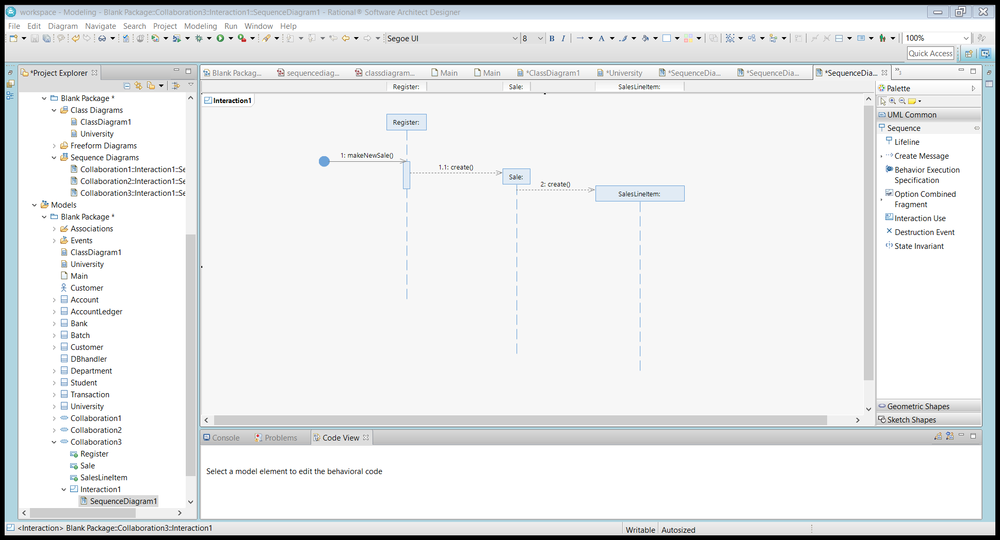 workspace - Modeling - Blank Package::Collaboration3::Interaction1::SequenceDiagram1 - Rational® Software Architect Designer
File Edit Diagram Navigate Search Project Modeling Run Window Help
Segoe UI 8 B I A 100%
Quick Access
*Project Explorer
Blank Package *
Class Diagrams
ClassDiagram1
University
Freeform Diagrams
Sequence Diagrams
Collaboration1::Interaction1::Se
Collaboration2::Interaction1::Se
Collaboration3::Interaction1::Se
Models
Blank Package *
Associations
Events
ClassDiagram1
University
Main
Customer
Account
AccountLedger
Bank
Batch
Customer
DBhandler
Department
Student
Transaction
University
Collaboration1
Collaboration2
Collaboration3
Register
Sale
SalesLineItem
Interaction1
SequenceDiagram1
Blank Packag... sequencediag... classdiagram... Main Main *ClassDiagram1 *University *SequenceDia... *SequenceDia... *SequenceDia... »3
Register: Sale: SalesLineItem:
Interaction1
Register:
1: makeNewSale()
1.1: create()
Sale:
2: create()
SalesLineItem:
Palette
UML Common
Sequence
Lifeline
Create Message
Behavior Execution
Specification
Option Combined
Fragment
Interaction Use
Destruction Event
State Invariant
Geometric Shapes
Sketch Shapes
Console Problems Code View
Select a model element to edit the behavioral code
<Interaction> Blank Package::Collaboration3::Interaction1
Writable Autosized